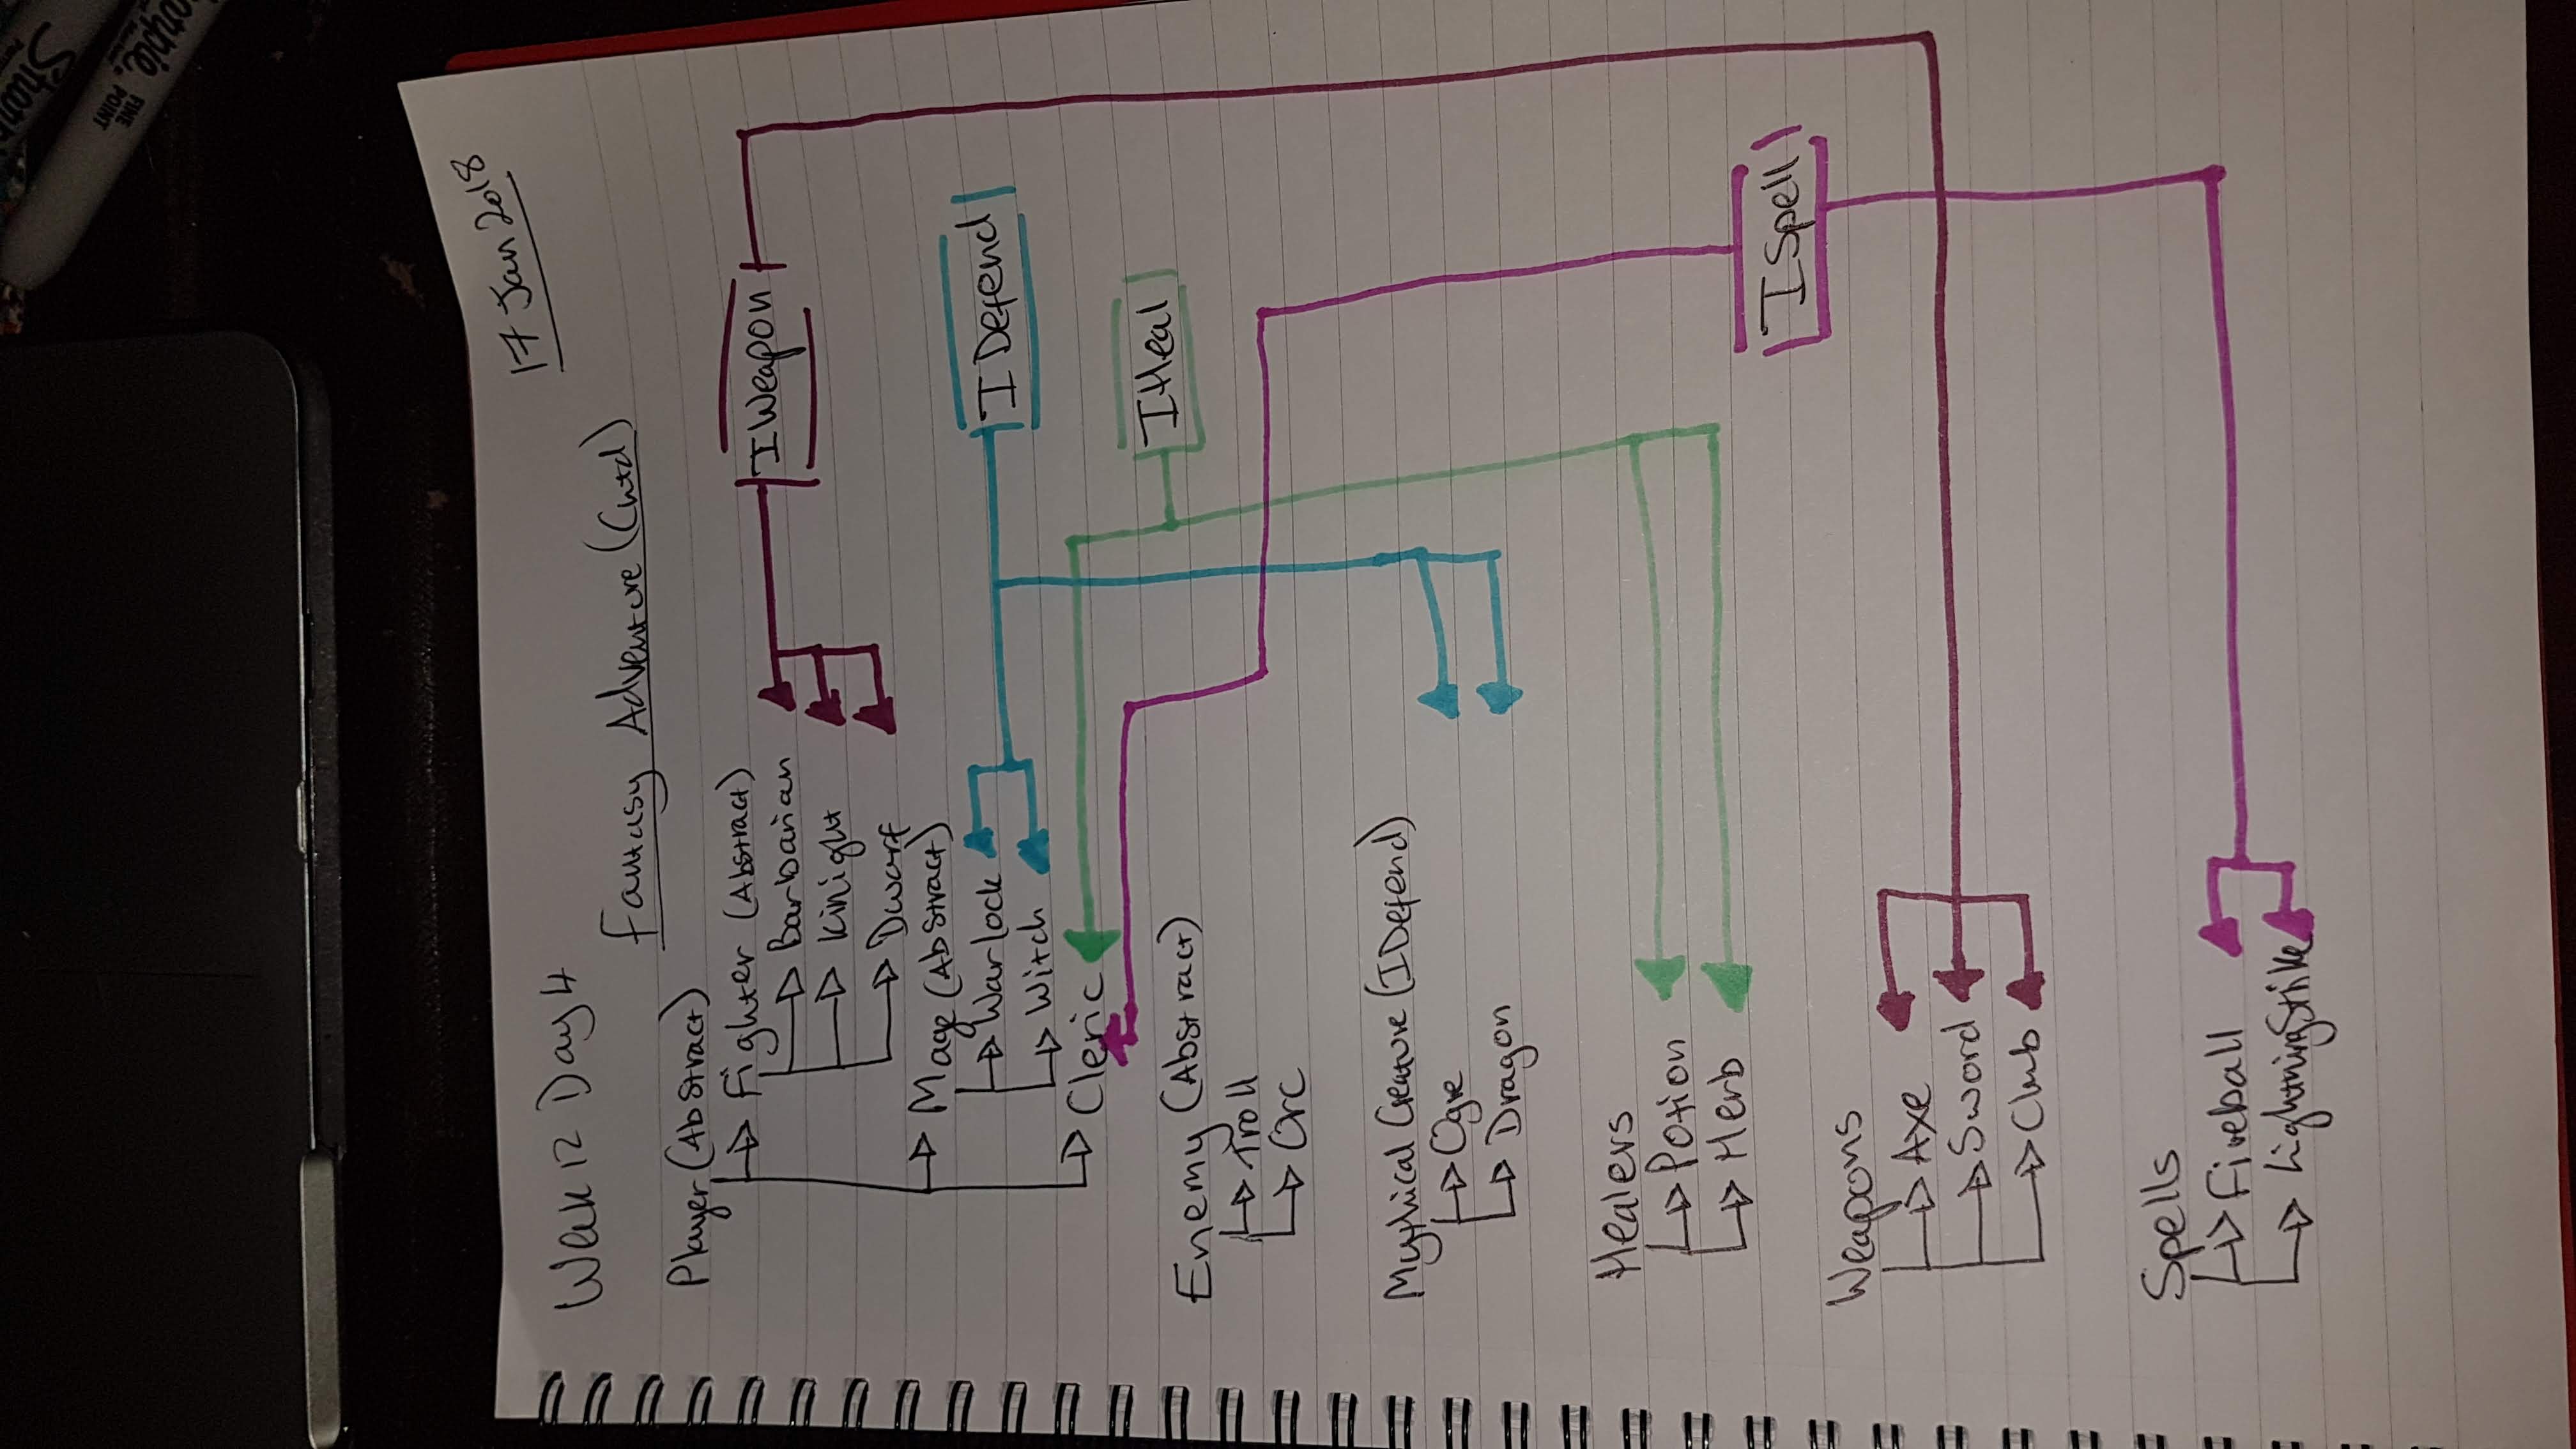 17 Jan 2018
Week 12 Day 4
Fantasy Adventure (Cntd)
Player (Abstract)
Fighter (Abstract)
Barbarian
IWeapon
Kinight
Dwarf
Mage (Abstract)
Warlock
IDefend
Witch
Cleric
IHeal
Enemy (Abstract)
Troll
Orc
Mythical Creature (IDefend)
Ogre
Dragon
Healers
Potion
Herb
ISpell
Weapons
Axe
Sword
Club
Spells
Fireball
LightningStrike
FINE
POINT